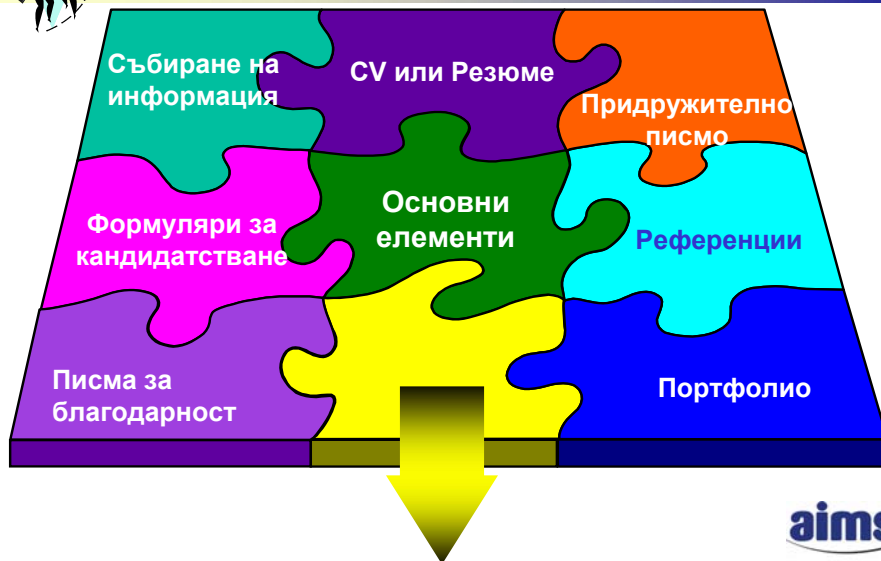 Събиране на
информация
CV или Резюме
Придружително
писмо
Формуляри за
кандидатстване
Основни
елементи
Референции
Писма за
благодарност
Портфолио
aims